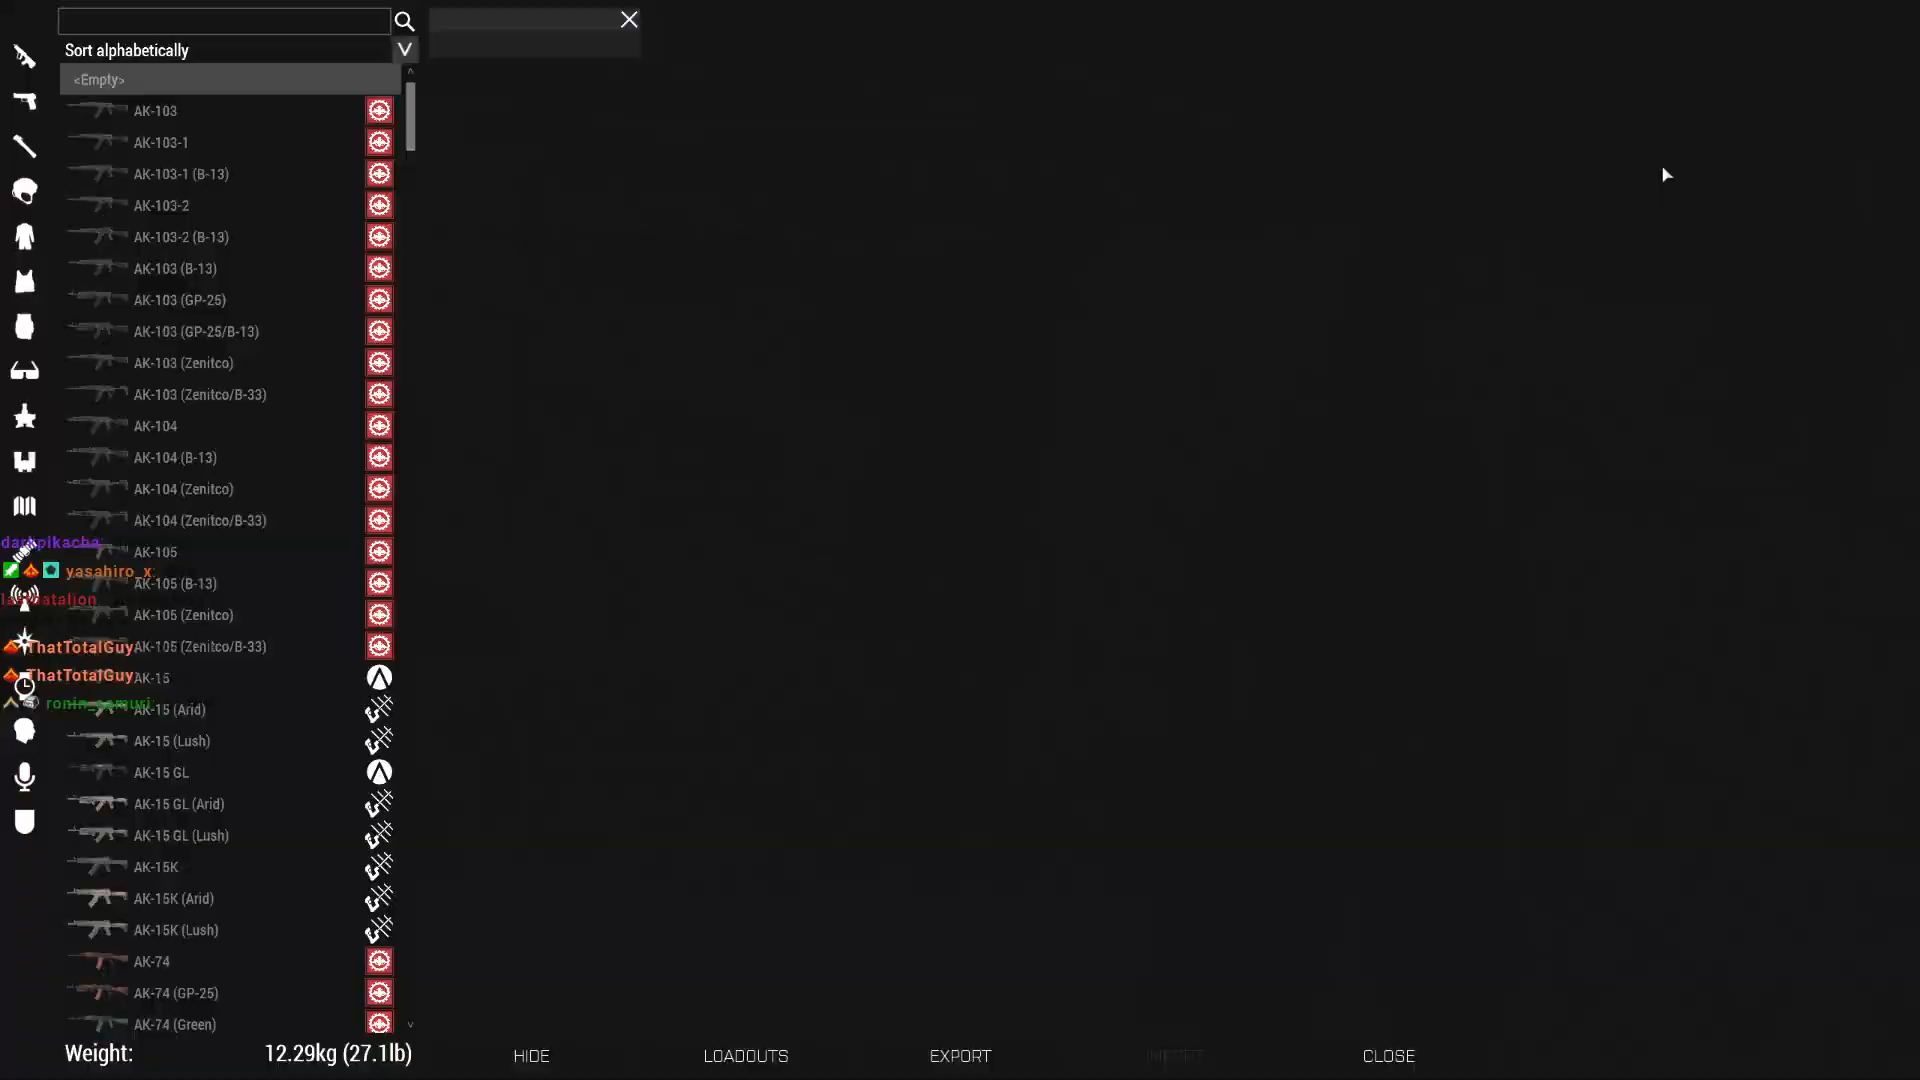 Sort alphabetically
<Empty>
AK-103
AK-103-1
AK-103-1 (B-13)
AK-103-2
AK-103-2 (B-13)
AK-103 (B-13)
AK-103 (GP-25)
AK-103 (GP-25/B-13)
AK-103 (Zenitco)
AK-103 (Zenitco/B-33)
AK-104
AK-104 (B-13)
AK-104 (Zenitco)
AK-104 (Zenitco/B-33)
darkpikacha:
AK-105
yasahiro_x:
AK-105 (B-13)
AK-105 (Zenitco)
ThatTotalGuy:
AK-105 (Zenitco/B-33)
ThatTotalGuy:
AK-15
ronin_samuri:
AK-15 (Arid)
AK-15 (Lush)
AK-15 GL
AK-15 GL (Arid)
AK-15 GL (Lush)
AK-15K
AK-15K (Arid)
AK-15K (Lush)
AK-74
AK-74 (GP-25)
AK-74 (Green)
Weight: 12.29kg (27.1lb)
HIDE
LOADOUTS
EXPORT
CLOSE